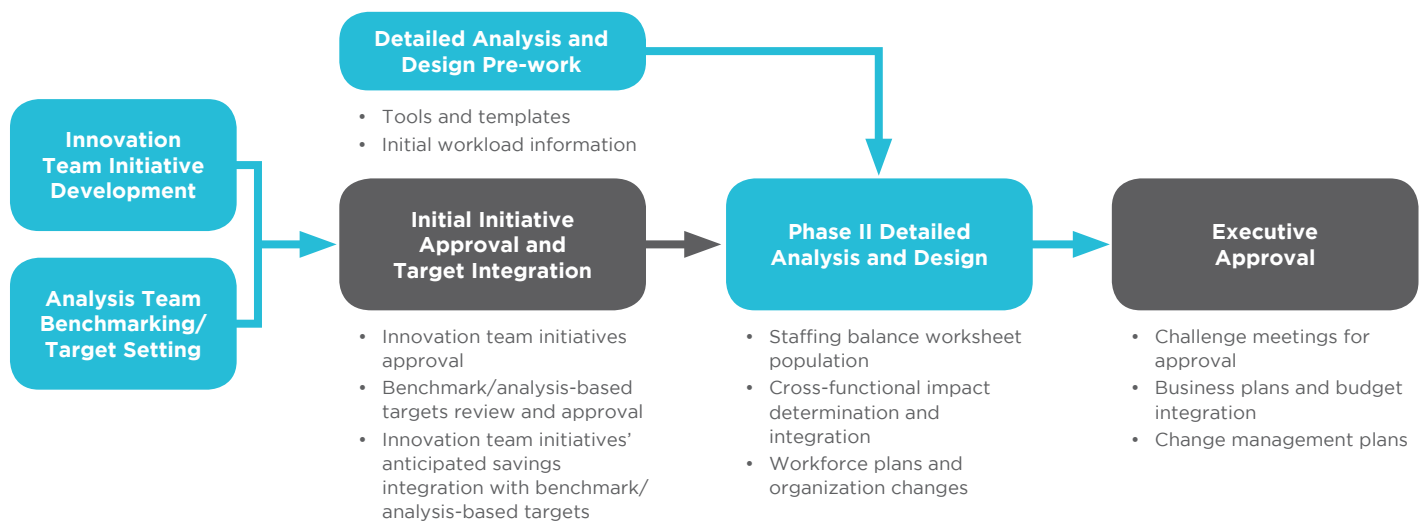 Detailed Analysis and
Design Pre-work
• Tools and templates
• Initial workload information
Innovation
Team Initiative
Development
Analysis Team
Benchmarking/
Target Setting
Initial Initiative
Approval and
Target Integration
• Innovation team initiatives
approval
• Benchmark/analysis-based
targets review and approval
• Innovation team initiatives’
anticipated savings
integration with benchmark/
analysis-based targets
Phase II Detailed
Analysis and Design
• Staffing balance worksheet
population
• Cross-functional impact
determination and
integration
• Workforce plans and
organization changes
Executive
Approval
• Challenge meetings for
approval
• Business plans and budget
integration
• Change management plans